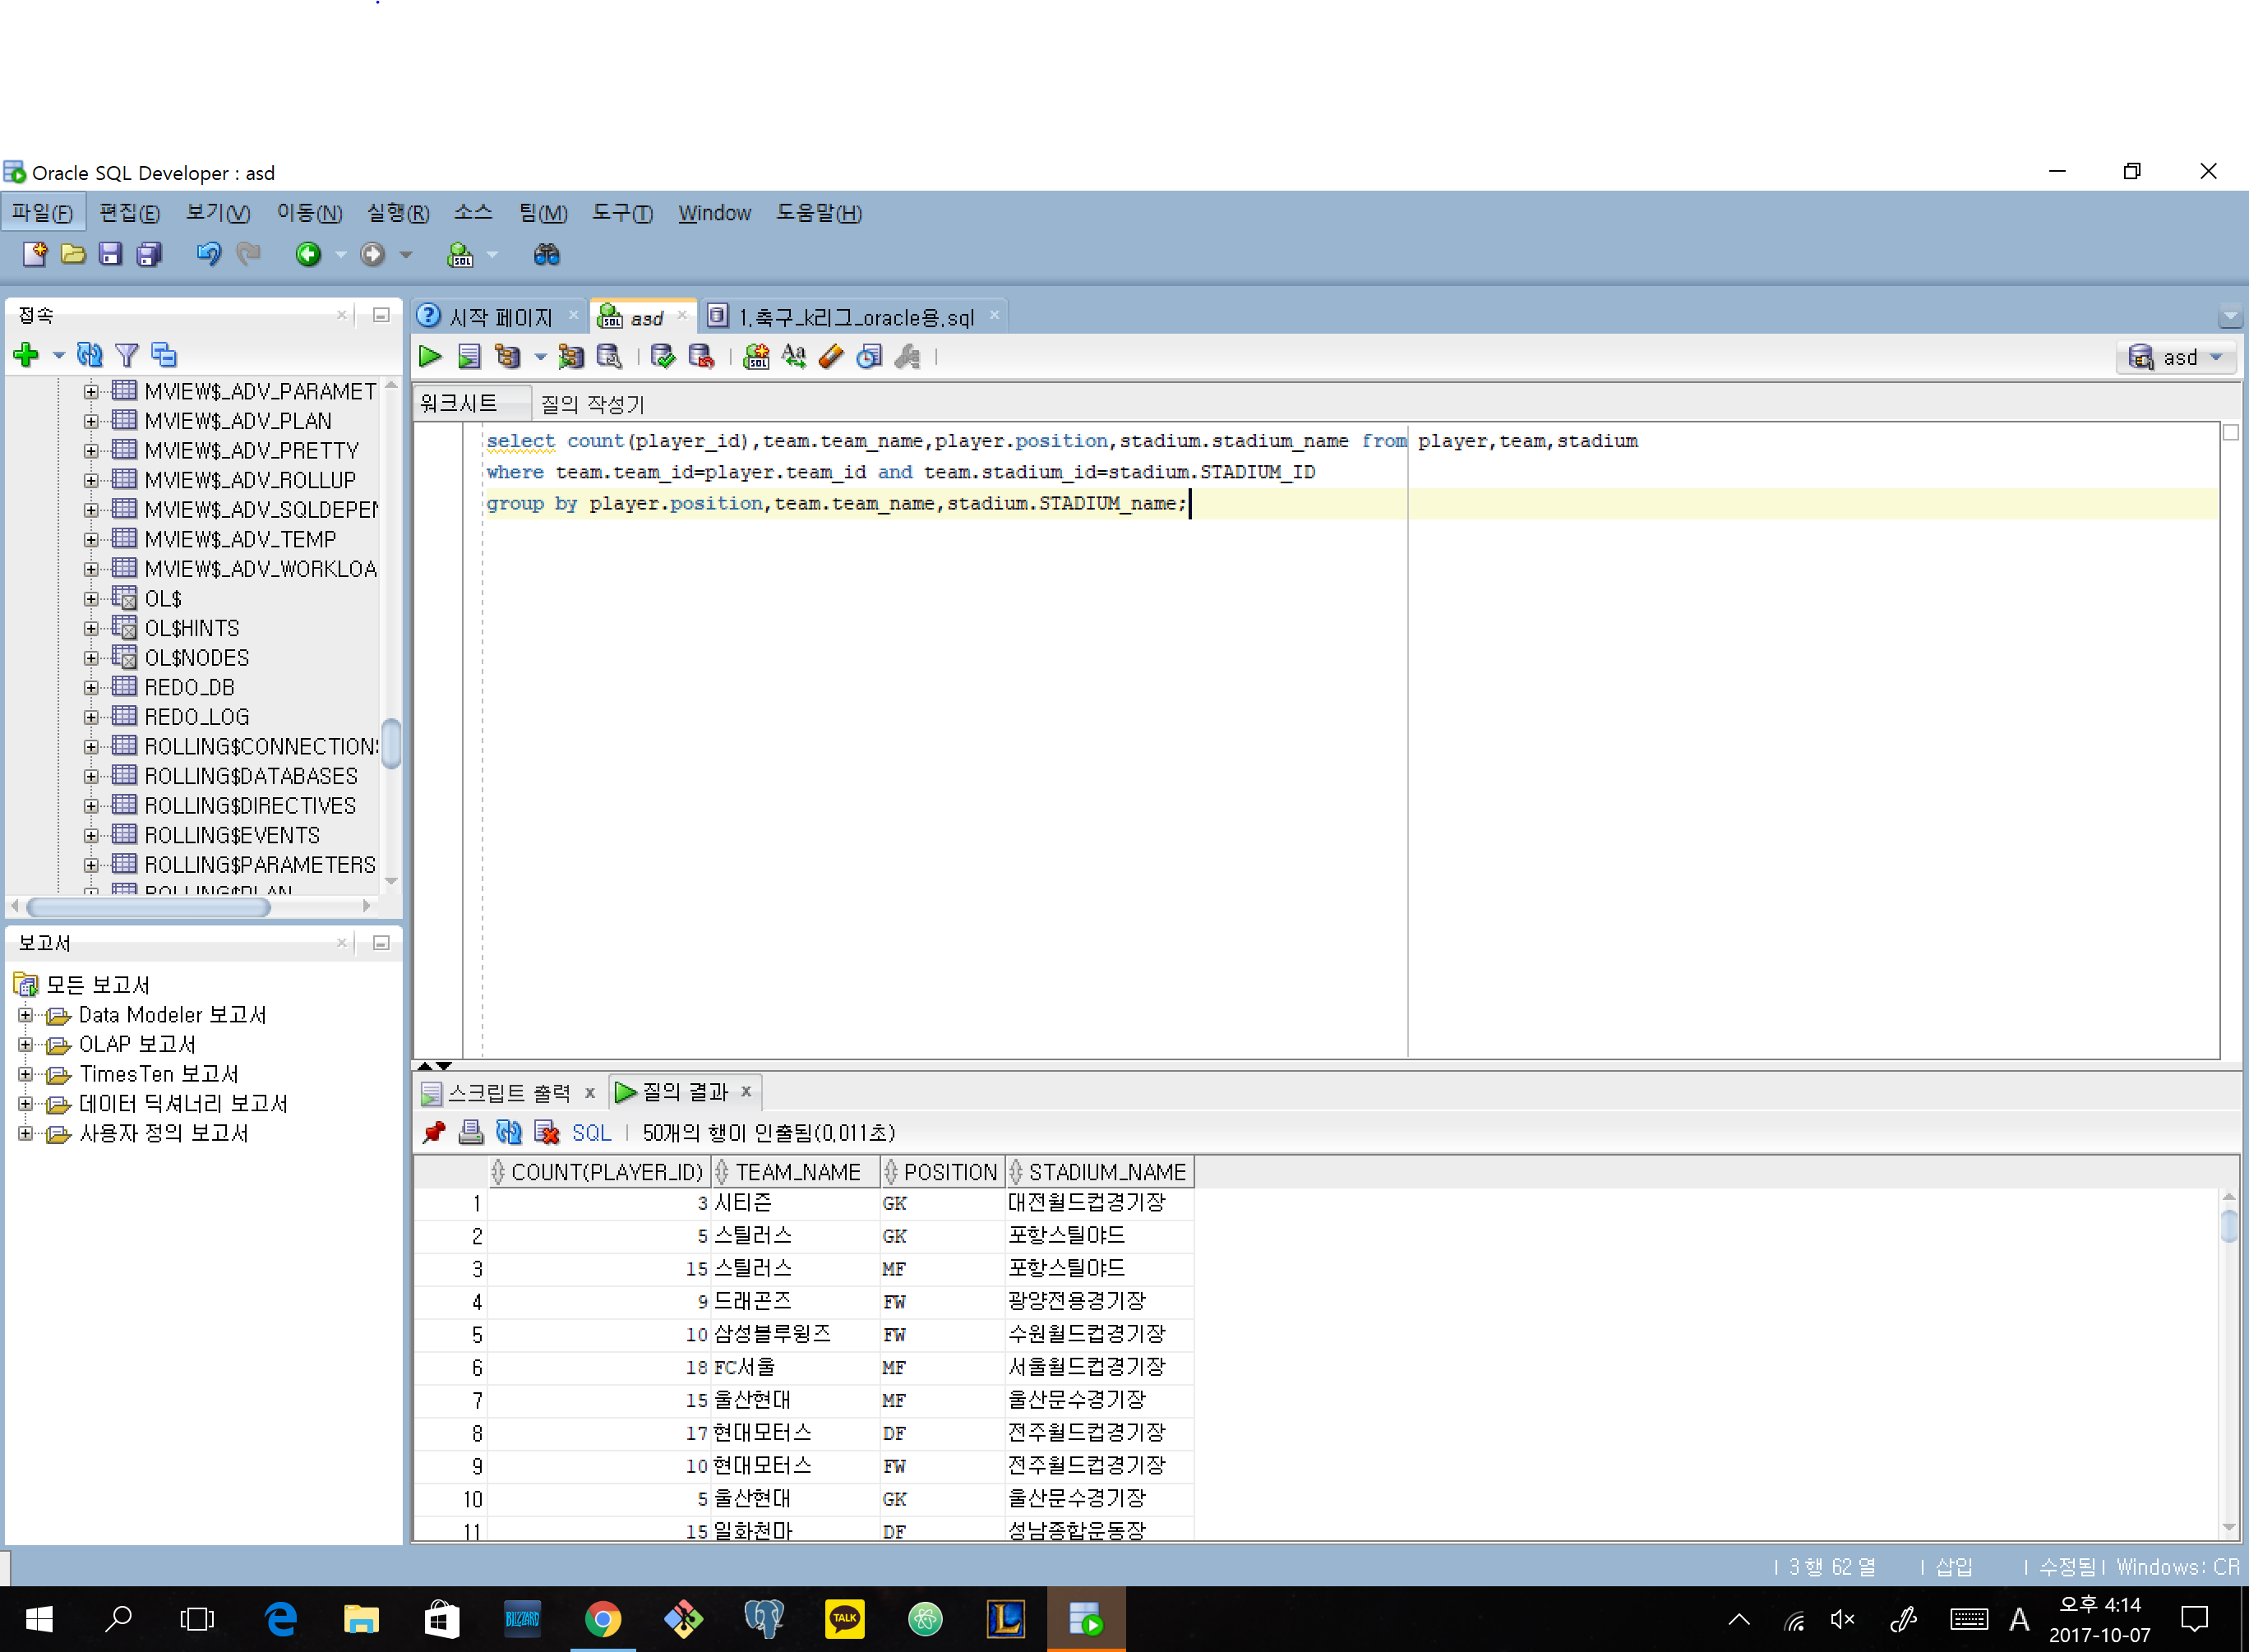 Oracle SQL Developer : asd
파일(F) 편집(E) 보기(V) 이동(N) 실행(R) 소스 팀(M) 도구(T) Window 도움말(H)
SQL
접속
시작 페이지 asd 1.축구_k리그_oracle용.sql
asd
MVIEW$_ADV_PARAMET
MVIEW$_ADV_PLAN
MVIEW$_ADV_PRETTY
MVIEW$_ADV_ROLLUP
MVIEW$_ADV_SQLDEPEN
MVIEW$_ADV_TEMP
MVIEW$_ADV_WORKLOA
OL$
OL$HINTS
OL$NODES
REDO_DB
REDO_LOG
ROLLING$CONNECTIONS
ROLLING$DATABASES
ROLLING$DIRECTIVES
ROLLING$EVENTS
ROLLING$PARAMETERS
ROLLING$PLAN
보고서
모든 보고서
Data Modeler 보고서
OLAP 보고서
TimesTen 보고서
데이터 딕셔너리 보고서
사용자 정의 보고서
워크시트 질의 작성기
select count(player_id),team.team_name,player.position,stadium.stadium_name from player,team,stadium
where team.team_id=player.team_id and team.stadium_id=stadium.STADIUM_ID
group by player.position,team.team_name,stadium.STADIUM_name;
스크립트 출력 x 질의 결과 x
SQL 50개의 행이 인출됨(0,011초)
COUNT(PLAYER_ID) TEAM_NAME POSITION STADIUM_NAME
1 3 시티즌 GK 대전월드컵경기장
2 5 스틸러스 GK 포항스틸야드
3 15 스틸러스 MF 포항스틸야드
4 9 드래곤즈 FW 광양전용경기장
5 10 삼성블루윙즈 FW 수원월드컵경기장
6 18 FC서울 MF 서울월드컵경기장
7 15 울산현대 MF 울산문수경기장
8 17 현대모터스 DF 전주월드컵경기장
9 10 현대모터스 FW 전주월드컵경기장
10 5 울산현대 GK 울산문수경기장
11 15 일화천마 DF 성남종합운동장
3 행 62 열 삽입 수정됨 Windows: CR
BLIZZARD
TALK
L
A
오후 4:14
2017-10-07